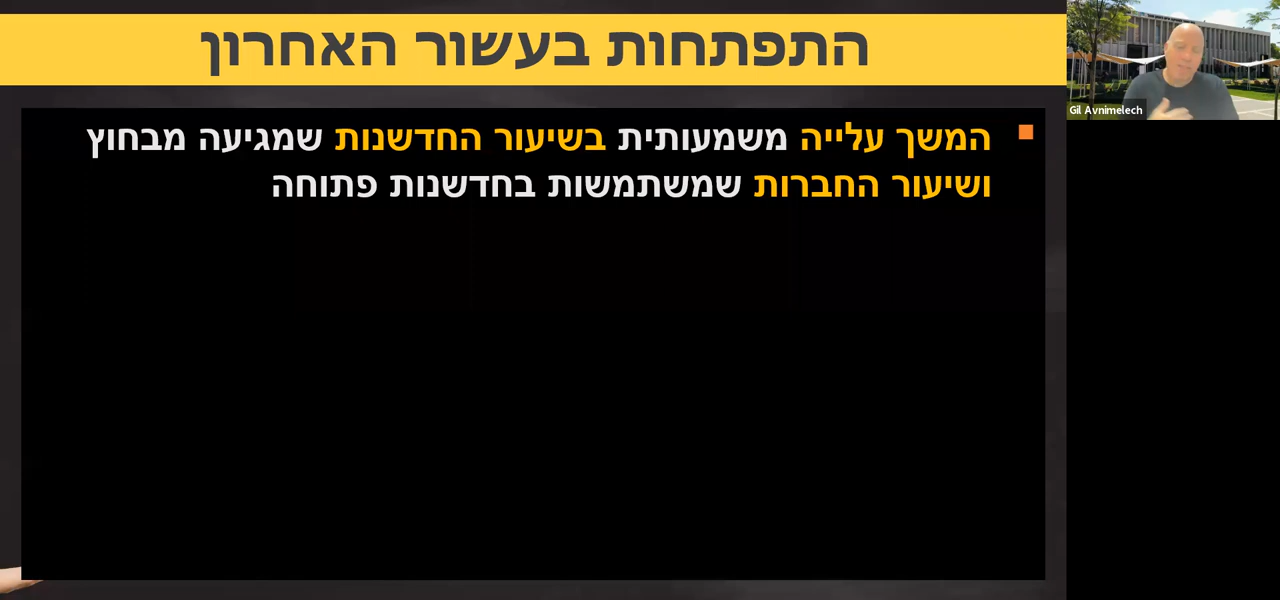 התפתחות בעשור האחרון
המשך עלייה משמעותית בשיעור החדשנות שמגיעה מבחוץ
ושיעור החברות שמשתמשות בחדשנות פתוחה
Gil Avnimelech